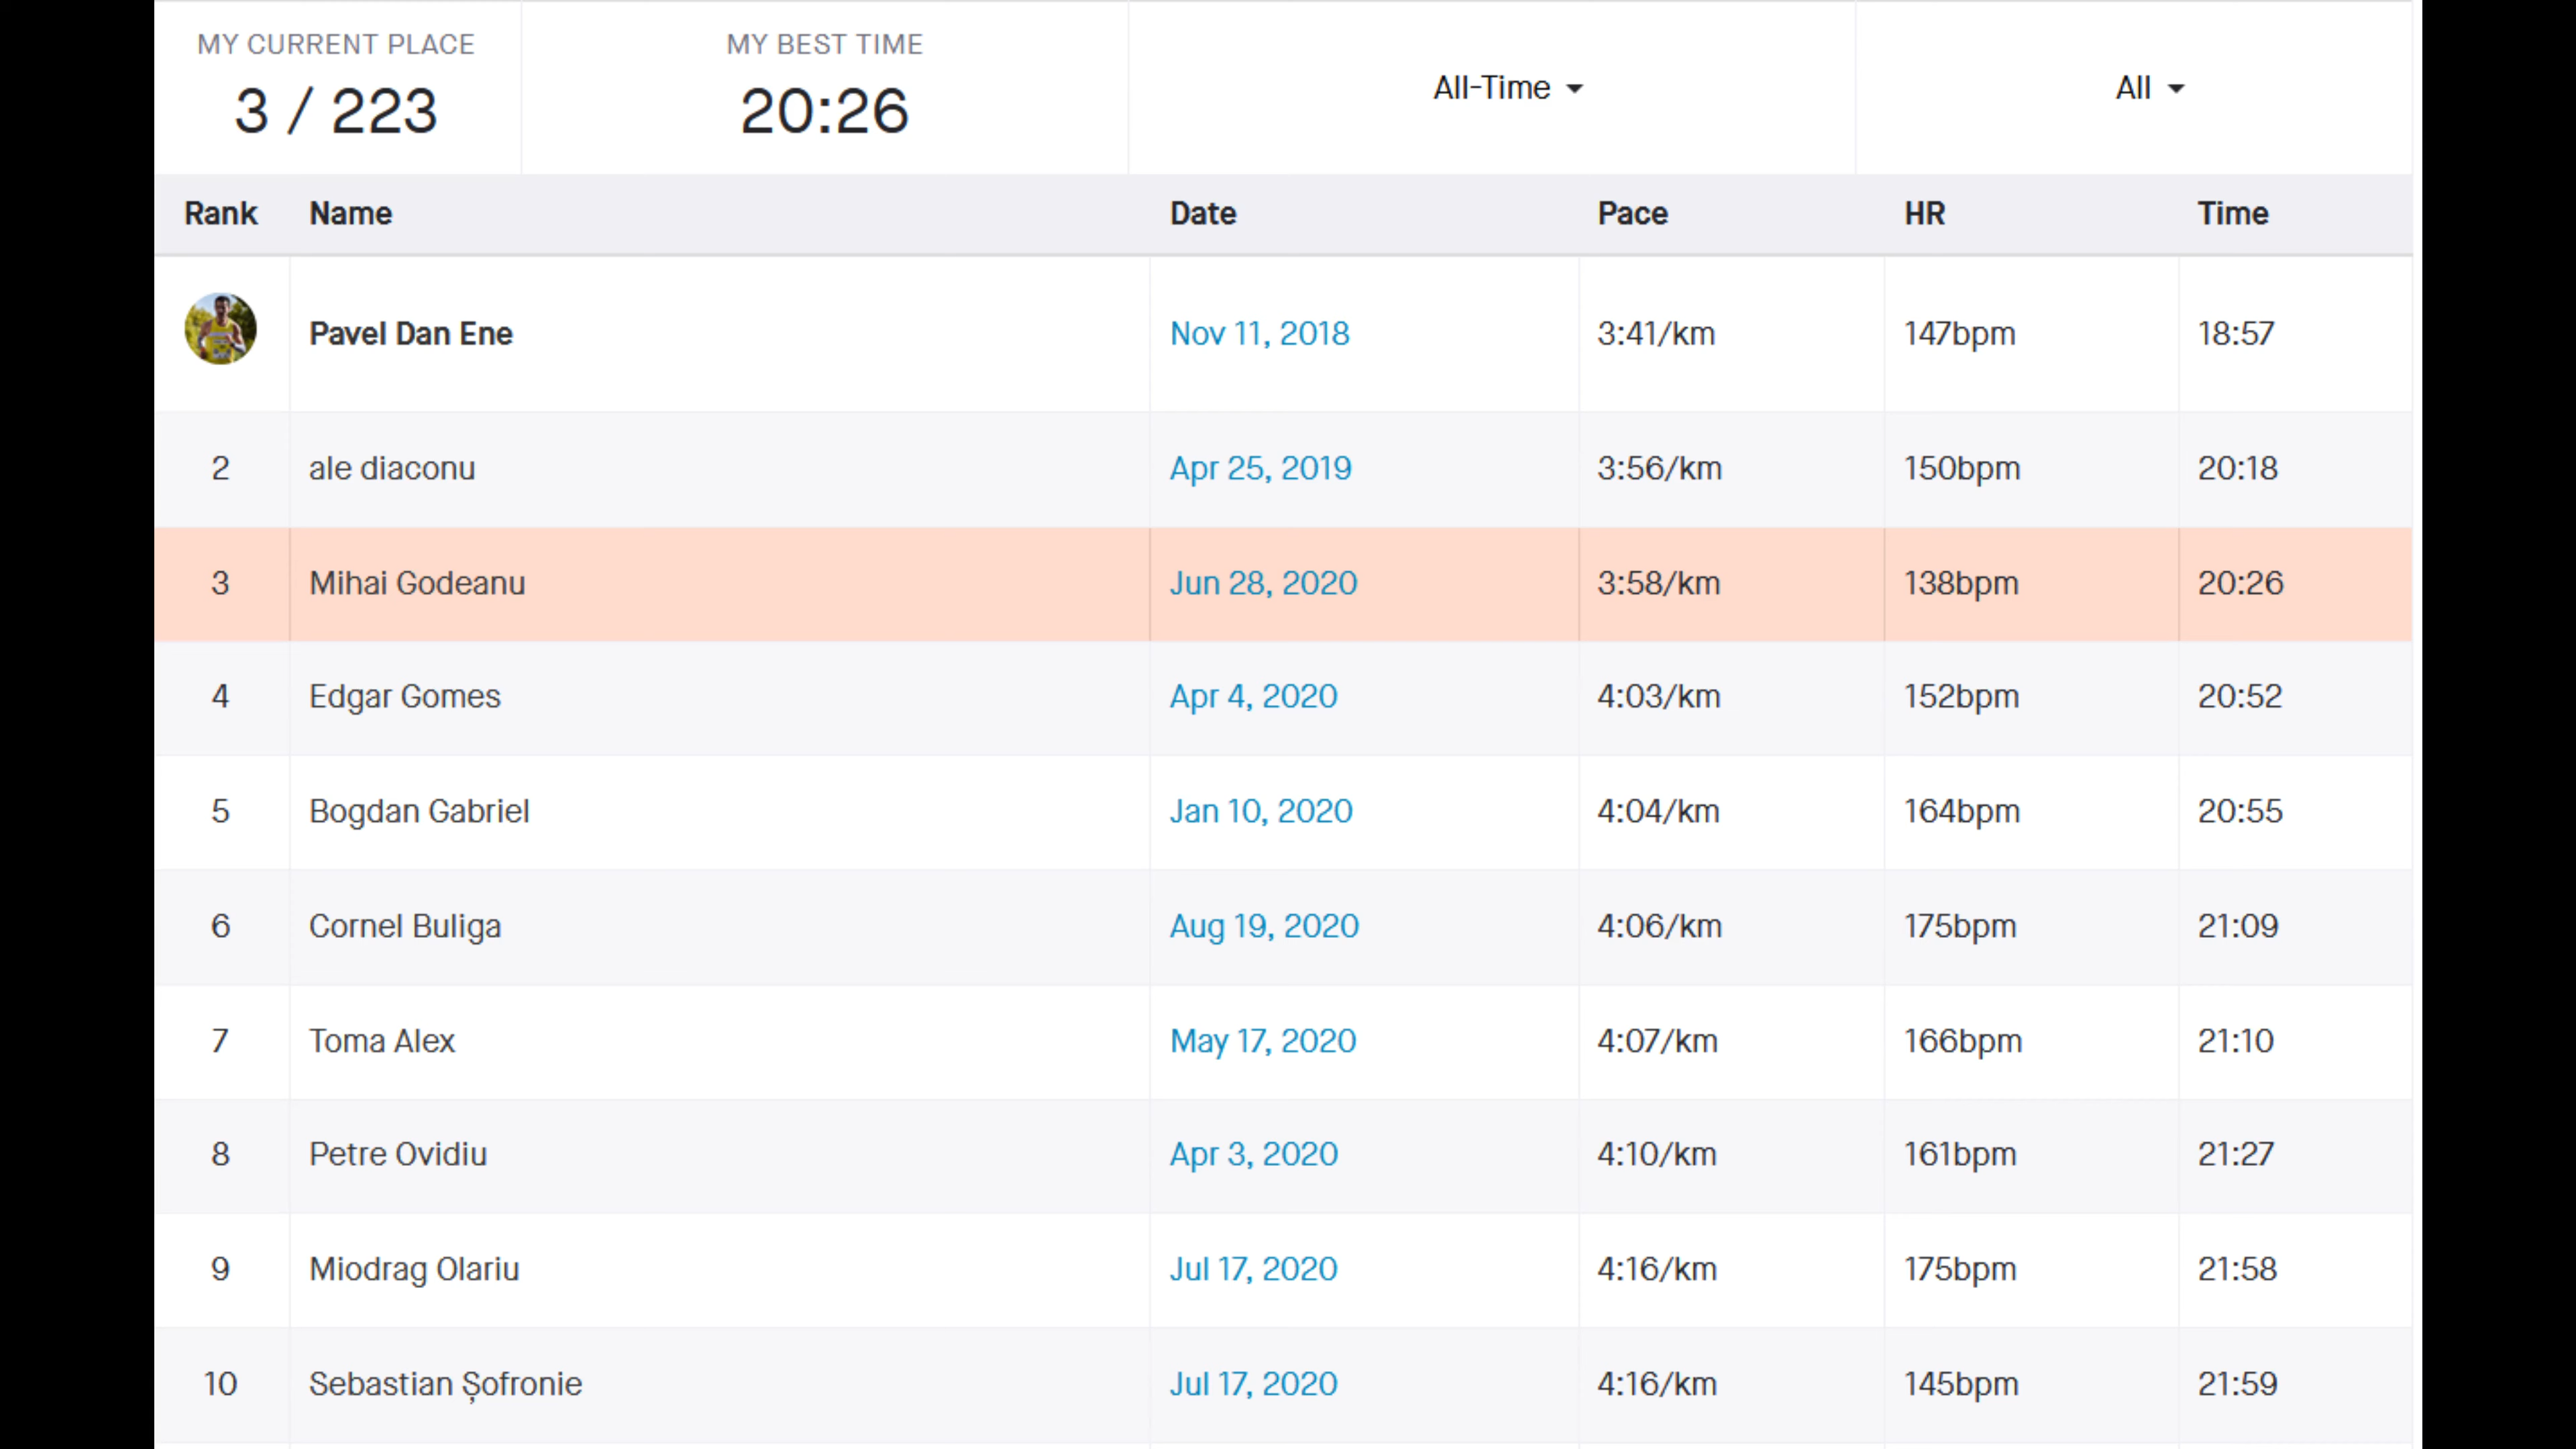 MY CURRENT PLACE MY BEST TIME
3 / 223 20:26 All-Time All
Rank Name Date Pace HR Time
Pavel Dan Ene Nov 11, 2018 3:41/km 147bpm 18:57
2 ale diaconu Apr 25, 2019 3:56/km 150bpm 20:18
3 Mihai Godeanu Jun 28, 2020 3:58/km 138bpm 20:26
4 Edgar Gomes Apr 4, 2020 4:03/km 152bpm 20:52
5 Bogdan Gabriel Jan 10, 2020 4:04/km 164bpm 20:55
6 Cornel Buliga Aug 19, 2020 4:06/km 175bpm 21:09
7 Toma Alex May 17, 2020 4:07/km 166bpm 21:10
8 Petre Ovidiu Apr 3, 2020 4:10/km 161bpm 21:27
9 Miodrag Olariu Jul 17, 2020 4:16/km 175bpm 21:58
10 Sebastian Șofronie Jul 17, 2020 4:16/km 145bpm 21:59